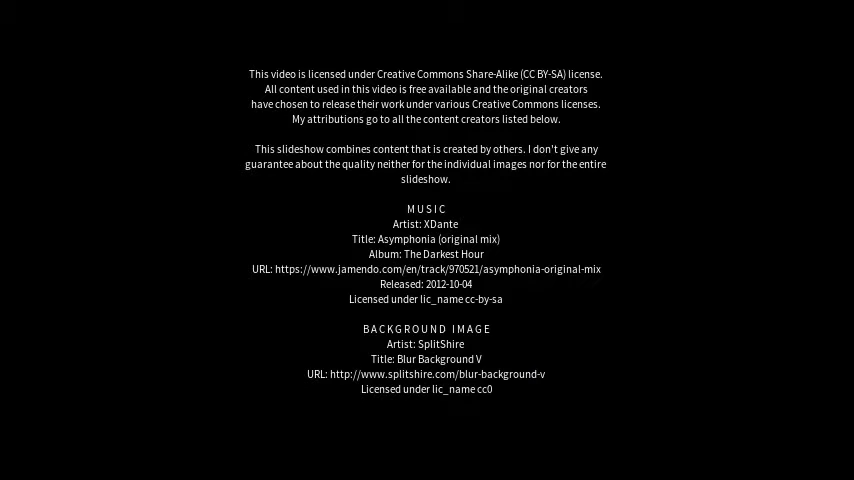 This video is licensed under Creative Commons Share-Alike (CC BY-SA) license.
All content used in this video is free available and the original creators
have chosen to release their work under various Creative Commons licenses.
My attributions go to all the content creators listed below.
This slideshow combines content that is created by others. I don't give any
guarantee about the quality neither for the individual images nor for the entire
slideshow.
MUSIC
Artist: XDante
Title: Asymphonia (original mix)
Album: The Darkest Hour
URL: https://www.jamendo.com/en/track/970521/asymphonia-original-mix
Released: 2012-10-04
Licensed under lic_name cc-by-sa
BACKGROUND IMAGE
Artist: SplitShire
Title: Blur Background V
URL: http://www.splitshire.com/blur-background-v
Licensed under lic_name cc0